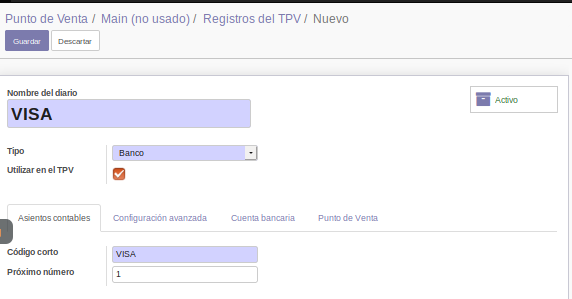 Punto de Venta / Main (no usado) / Registros del TPV / Nuevo
Guardar Descartar
Nombre del diario
VISA
Activo
Tipo Banco
Utilizar en el TPV
Asientos contables Configuración avanzada Cuenta bancaria Punto de Venta
Código corto VISA
Próximo número 1